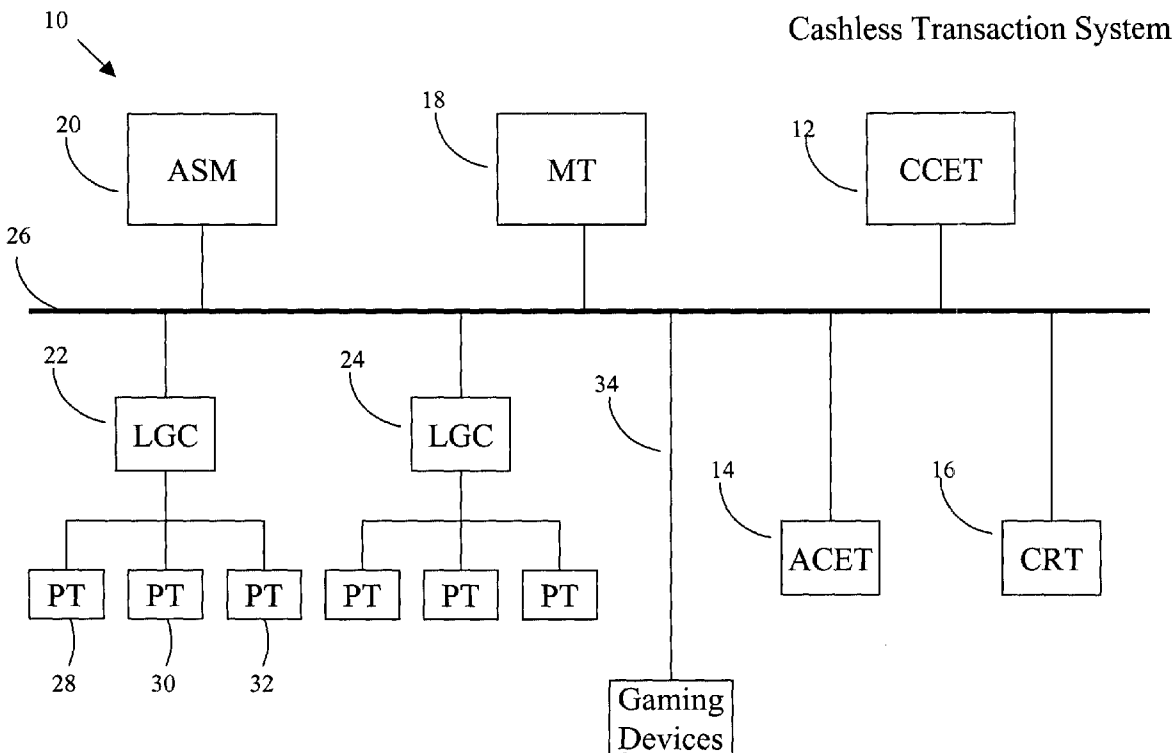 10
Cashless Transaction System
20
ASM
18
MT
12
CCET
26
22
LGC
24
LGC
34
14
ACET
16
CRT
PT
PT
PT
PT
PT
PT
28
30
32
Gaming
Devices